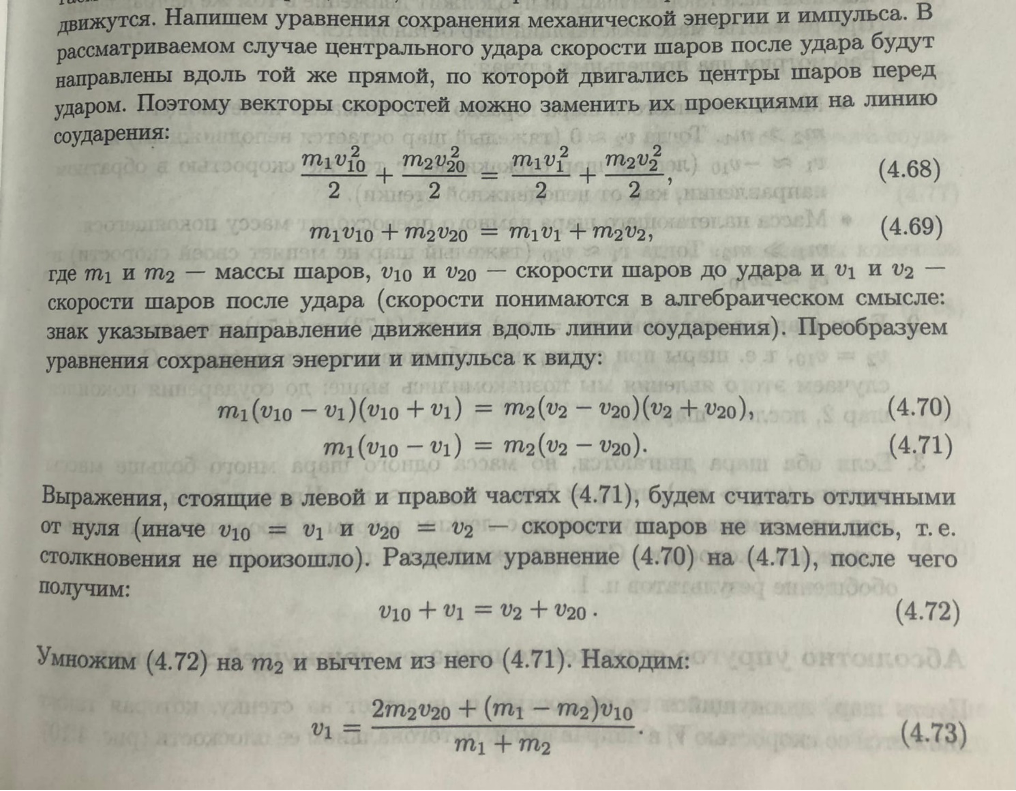 движутся. Напишем уравнения сохранения механической энергии и импульса. В
рассматриваемом случае центрального удара скорости шаров после удара будут
направлены вдоль той же прямой, по которой двигались центры шаров перед
ударом. Поэтому векторы скоростей можно заменить их проекциями на линию
соударения:
m₁v₁₀²/2 + m₂v₂₀²/2 = m₁v₁²/2 + m₂v₂²/2, (4.68)
m₁v₁₀ + m₂v₂₀ = m₁v₁ + m₂v₂, (4.69)
где m₁ и m₂ — массы шаров, v₁₀ и v₂₀ — скорости шаров до удара и v₁ и v₂ —
скорости шаров после удара (скорости понимаются в алгебраическом смысле:
знак указывает направление движения вдоль линии соударения). Преобразуем
уравнения сохранения энергии и импульса к виду:
m₁(v₁₀ − v₁)(v₁₀ + v₁) = m₂(v₂ − v₂₀)(v₂ + v₂₀), (4.70)
m₁(v₁₀ − v₁) = m₂(v₂ − v₂₀). (4.71)
Выражения, стоящие в левой и правой частях (4.71), будем считать отличными
от нуля (иначе v₁₀ = v₁ и v₂₀ = v₂ — скорости шаров не изменились, т. е.
столкновения не произошло). Разделим уравнение (4.70) на (4.71), после чего
получим:
v₁₀ + v₁ = v₂ + v₂₀ . (4.72)
Умножим (4.72) на m₂ и вычтем из него (4.71). Находим:
v₁ = (2m₂v₂₀ + (m₁ − m₂)v₁₀)/(m₁ + m₂). (4.73)